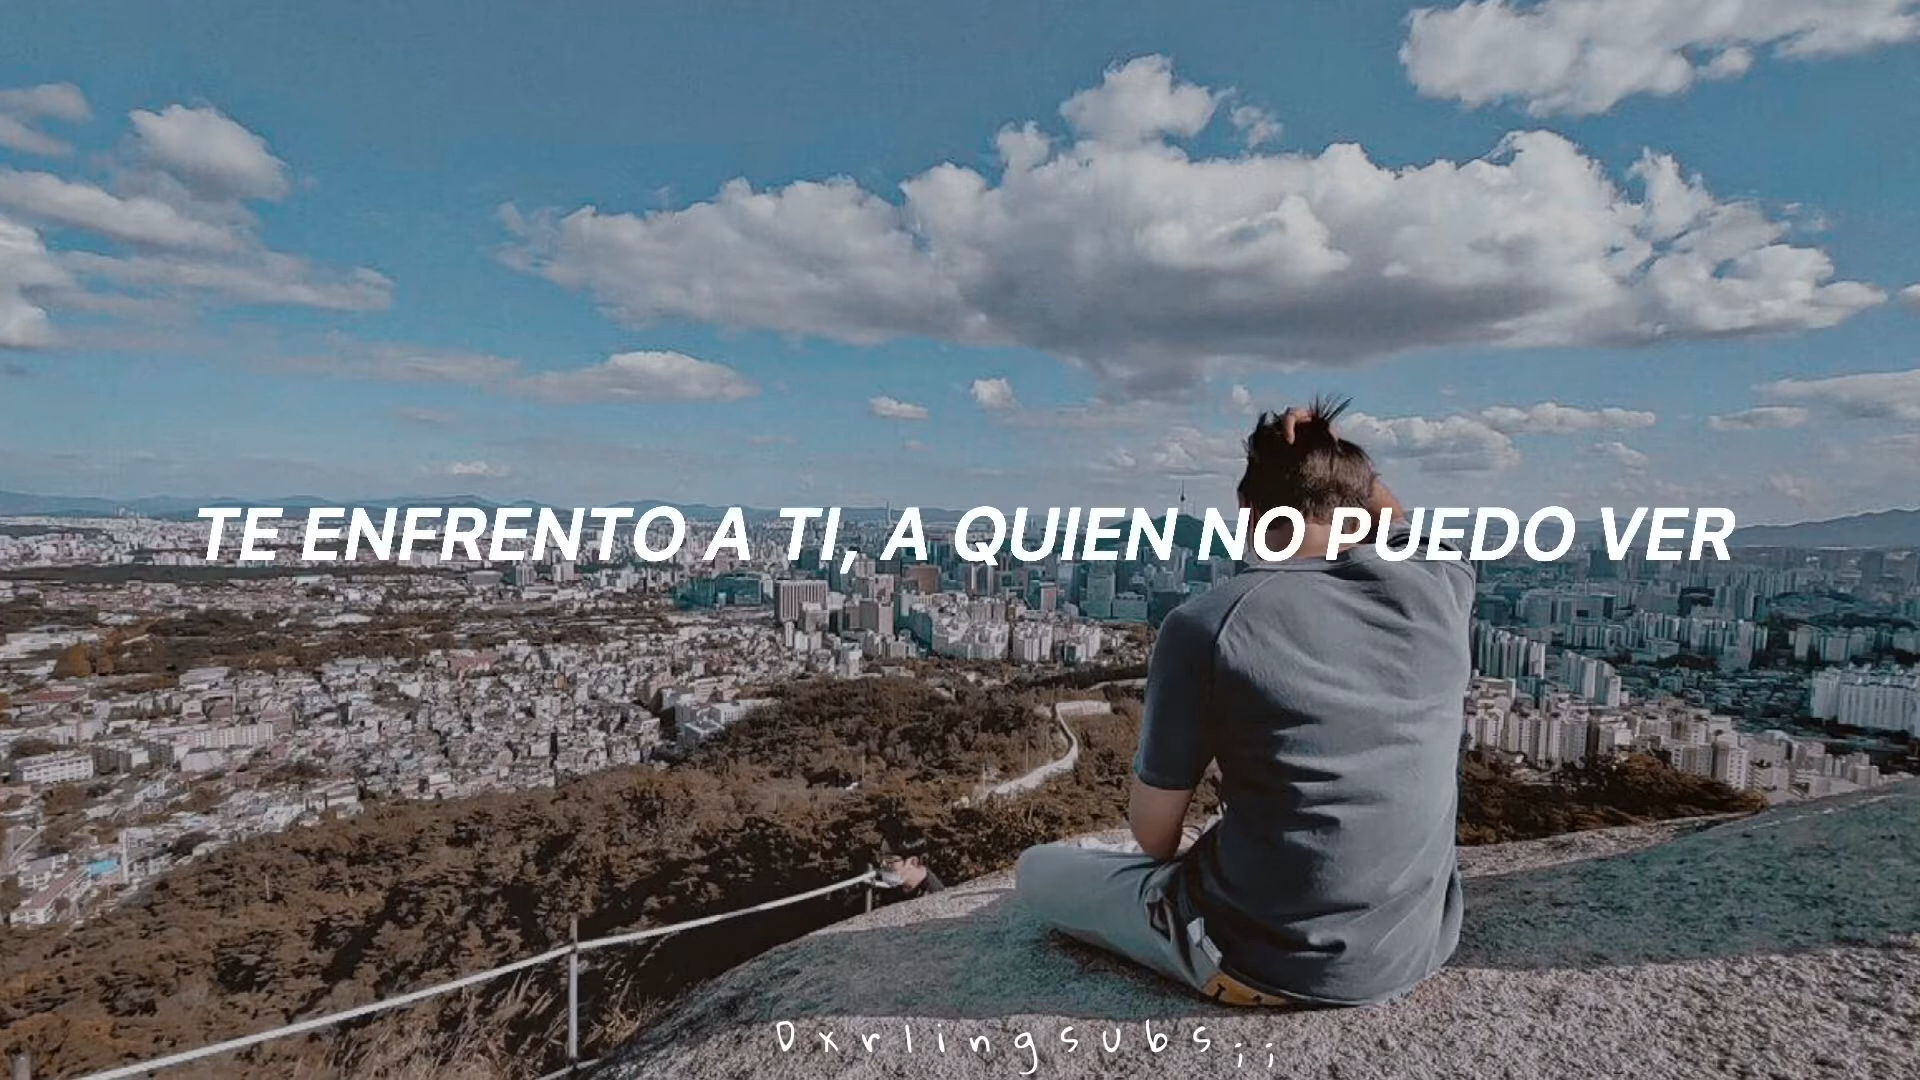 TE ENFRENTO A TI, A QUIEN NO PUEDO VER
Dxrlingsubs;;